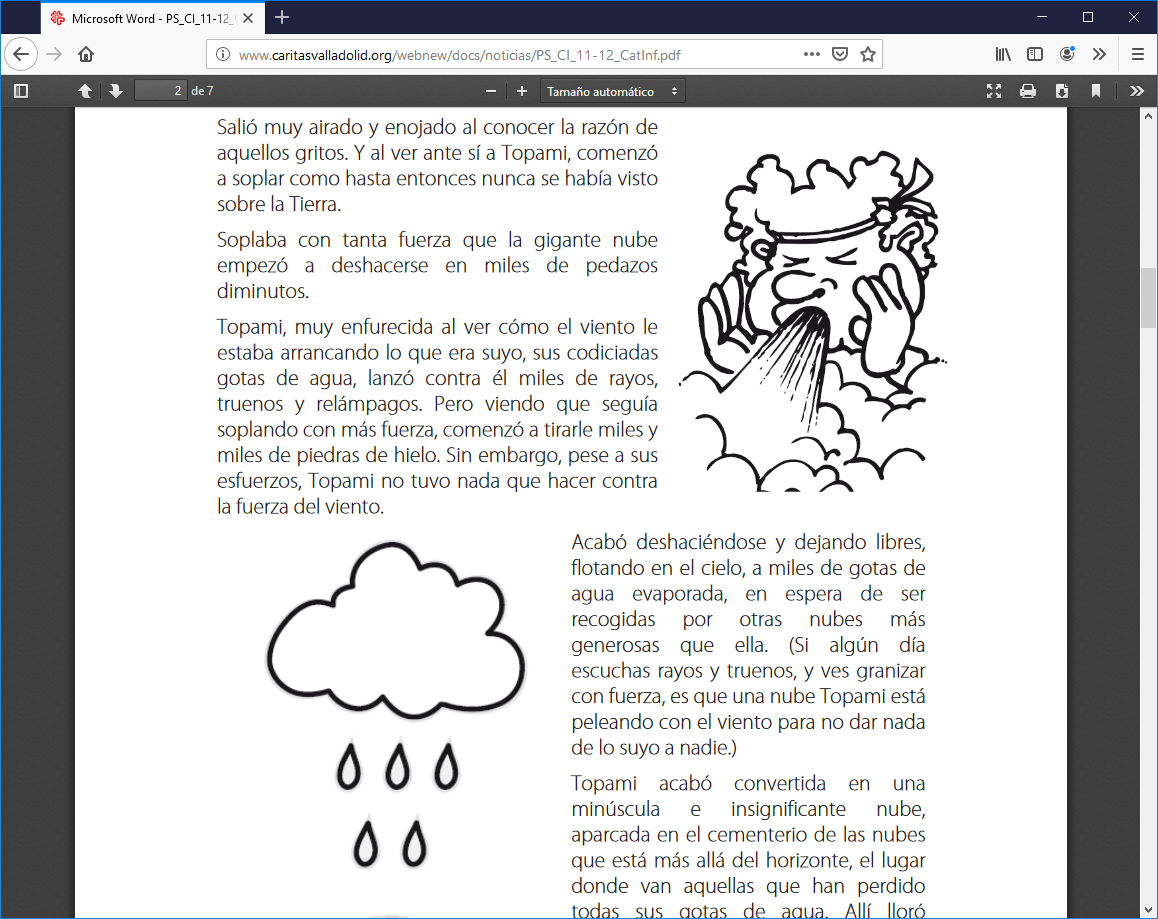 Microsoft Word - PS_CI_11-12_
www.caritasvalladolid.org/webnew/docs/noticias/PS_CI_11-12_CatInf.pdf
2 de 7
Tamaño automático
Salió muy airado y enojado al conocer la razón de
aquellos gritos. Y al ver ante sí a Topami, comenzó
a soplar como hasta entonces nunca se había visto
sobre la Tierra.
Soplaba con tanta fuerza que la gigante nube
empezó a deshacerse en miles de pedazos
diminutos.
Topami, muy enfurecida al ver cómo el viento le
estaba arrancando lo que era suyo, sus codiciadas
gotas de agua, lanzó contra él miles de rayos,
truenos y relámpagos. Pero viendo que seguía
soplando con más fuerza, comenzó a tirarle miles y
miles de piedras de hielo. Sin embargo, pese a sus
esfuerzos, Topami no tuvo nada que hacer contra
la fuerza del viento.
Acabó deshaciéndose y dejando libres,
flotando en el cielo, a miles de gotas de
agua evaporada, en espera de ser
recogidas por otras nubes más
generosas que ella. (Si algún día
escuchas rayos y truenos, y ves granizar
con fuerza, es que una nube Topami está
peleando con el viento para no dar nada
de lo suyo a nadie.)
Topami acabó convertida en una
minúscula e insignificante nube,
aparcada en el cementerio de las nubes
que está más allá del horizonte, el lugar
donde van aquellas que han perdido
todas sus gotas de agua. Allí lloró